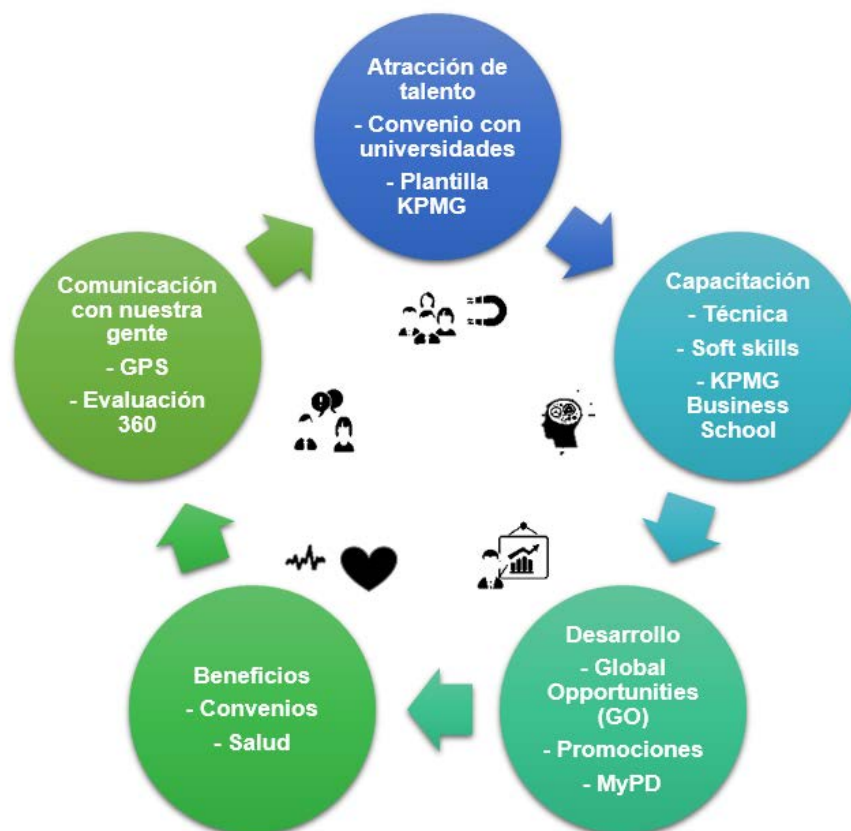 Atracción de
talento
- Convenio con
universidades
- Plantilla
KPMG
Capacitación
- Técnica
- Soft skills
- KPMG
Business
School
Desarrollo
- Global
Opportunities
(GO)
- Promociones
- MyPD
Beneficios
- Convenios
- Salud
Comunicación
con nuestra
gente
- GPS
- Evaluación
360